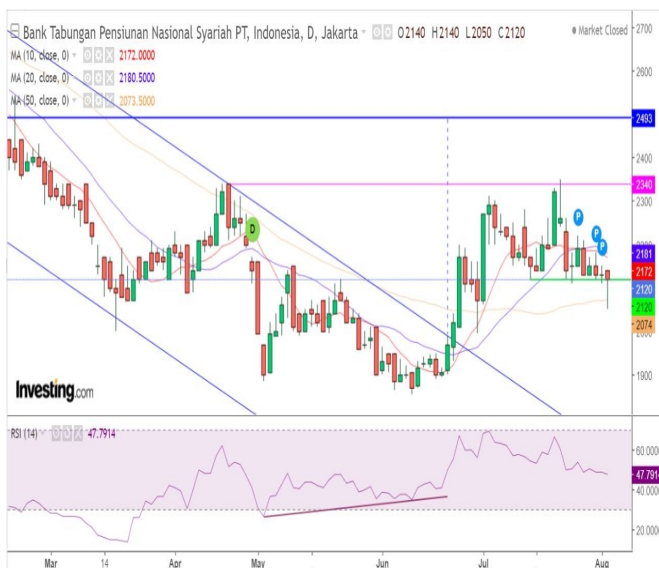 Bank Tabungan Pensiunan Nasional Syariah PT, Indonesia, D, Jakarta O2140 H2140 L2050 C2120
Market Closed
MA (10, close, 0) 2172.0000
MA (20, close, 0) 2180.5000
MA (50, close, 0) 2073.5000
2700
2600
2493
2400
2340
2300
2181
2172
2120
2120
2074
1900
D
P
P
P
Investing.com
RSI (14) 47.7914
60.0000
47.7914
40.0000
20.0000
Mar 14 Apr May Jun Jul Aug